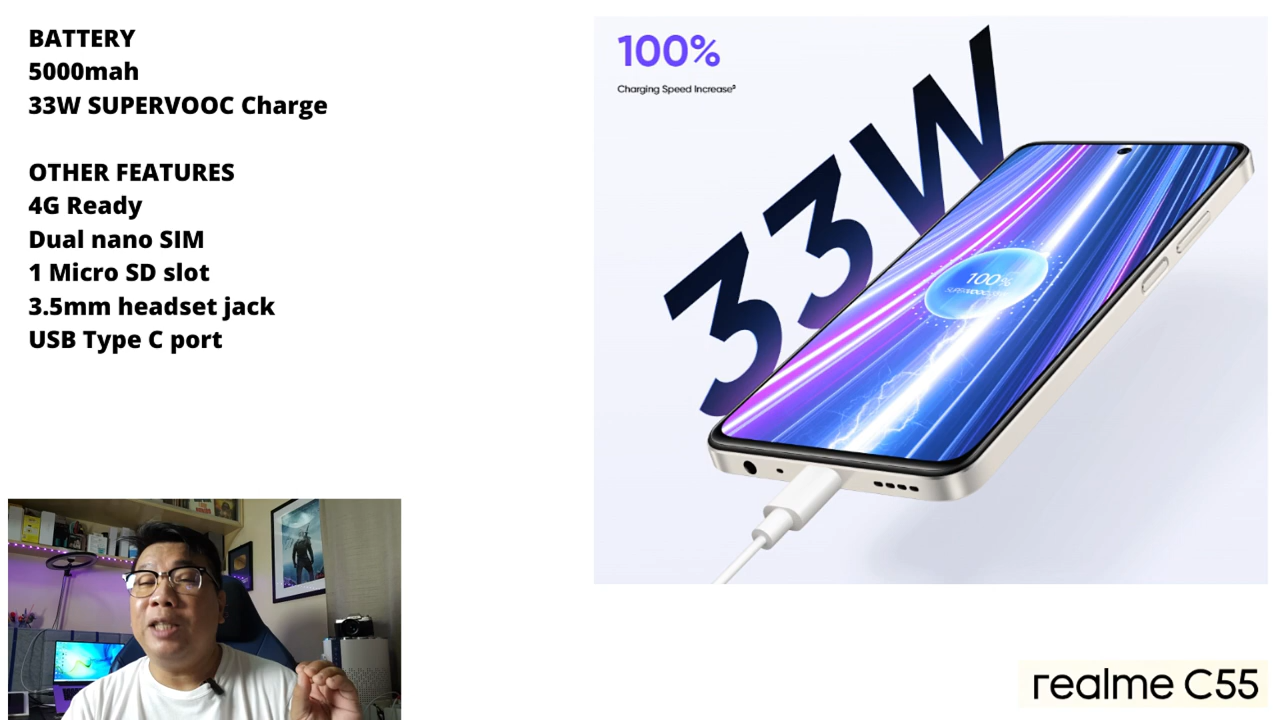 BATTERY
5000mah
33W SUPERVOOC Charge
OTHER FEATURES
4G Ready
Dual nano SIM
1 Micro SD slot
3.5mm headset jack
USB Type C port
100%
Charging Speed Increase³
33W
100%
realme C55